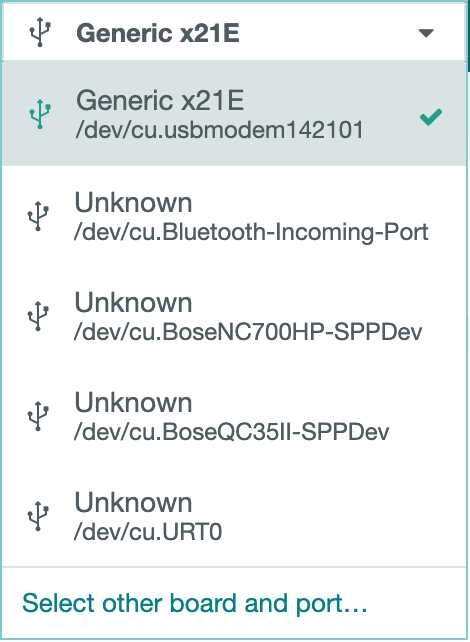 Generic x21E
Generic x21E
/dev/cu.usbmodem142101
Unknown
/dev/cu.Bluetooth-Incoming-Port
Unknown
/dev/cu.BoseNC700HP-SPPDev
Unknown
/dev/cu.BoseQC35II-SPPDev
Unknown
/dev/cu.URT0
Select other board and port...